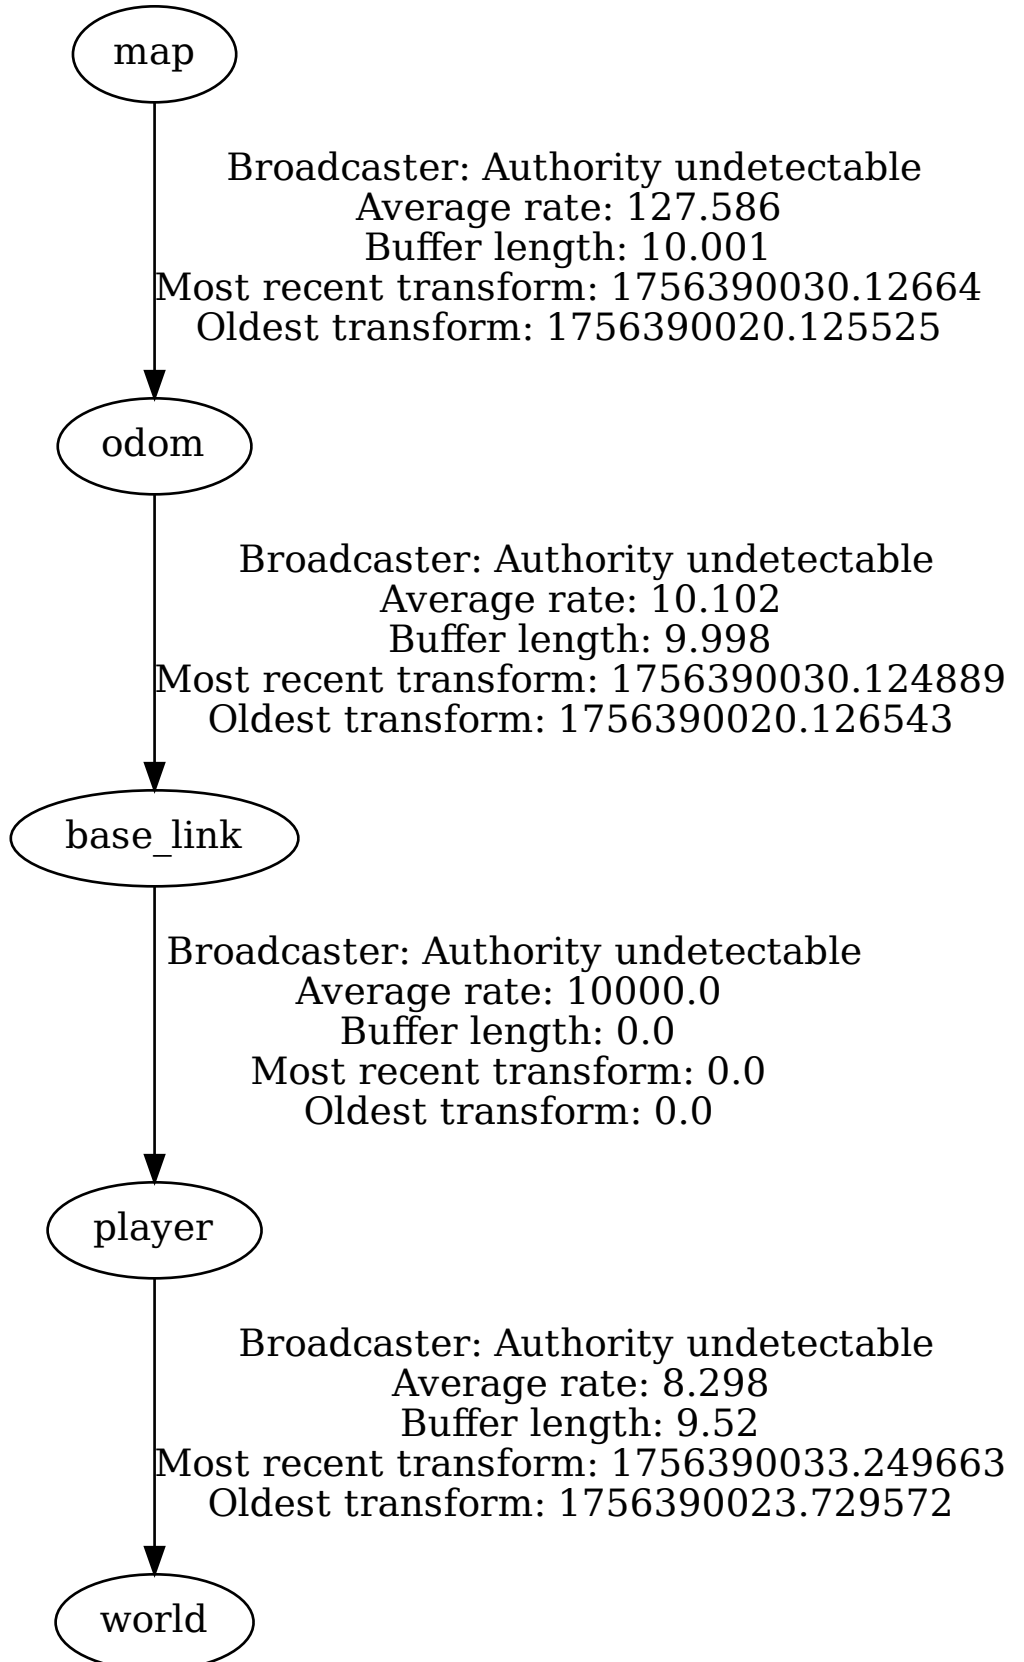 map
Broadcaster: Authority undetectable
Average rate: 127.586
Buffer length: 10.001
Most recent transform: 1756390030.12664
Oldest transform: 1756390020.125525
odom
Broadcaster: Authority undetectable
Average rate: 10.102
Buffer length: 9.998
Most recent transform: 1756390030.124889
Oldest transform: 1756390020.126543
base_link
Broadcaster: Authority undetectable
Average rate: 10000.0
Buffer length: 0.0
Most recent transform: 0.0
Oldest transform: 0.0
player
Broadcaster: Authority undetectable
Average rate: 8.298
Buffer length: 9.52
Most recent transform: 1756390033.249663
Oldest transform: 1756390023.729572
world